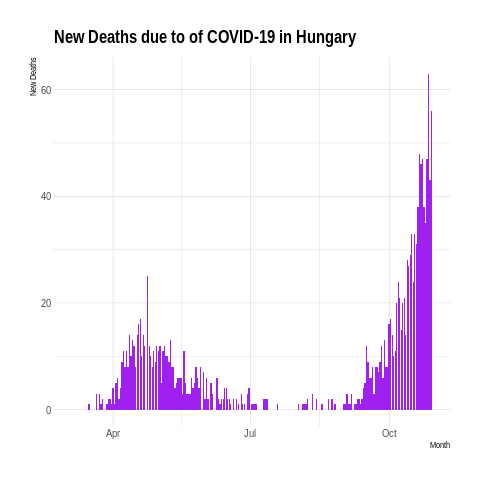 New Deaths due to of COVID-19 in Hungary
New Deaths
60
40
20
0
Apr
Jul
Oct
Month